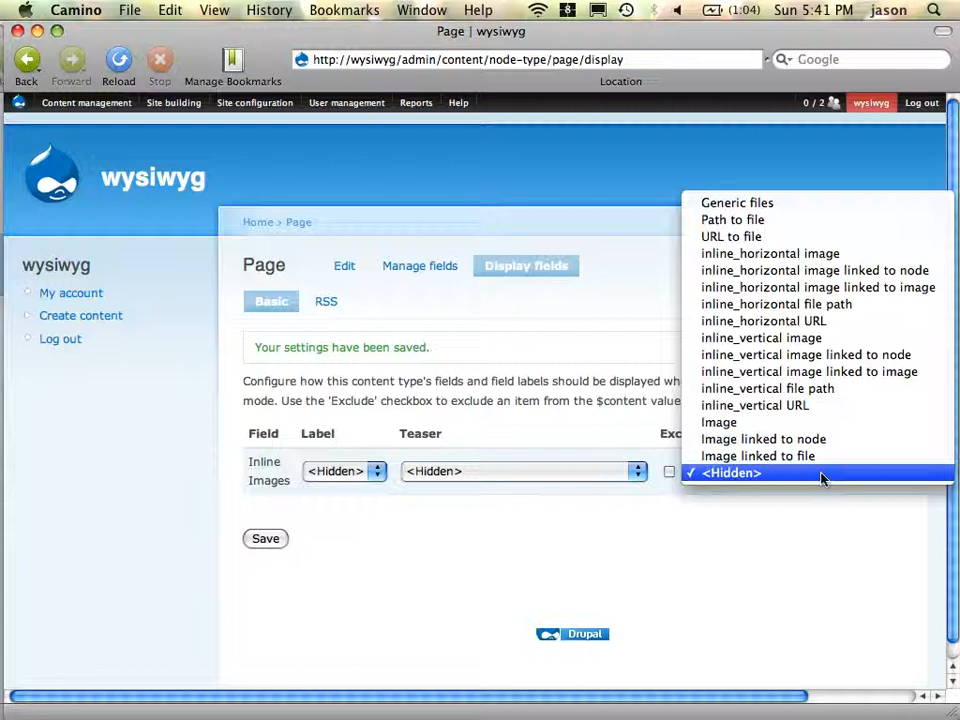 Camino File Edit View History Bookmarks Window Help (1:04) Sun 5:41 PM jason
Page | wysiwyg
http://wysiwyg/admin/content/node-type/page/display
Google
Back Forward Reload Stop Manage Bookmarks Location
Content management Site building Site configuration User management Reports Help 0 / 2 wysiwyg Log out
wysiwyg
Home > Page
wysiwyg
My account
Create content
Log out
Page Edit Manage fields Display fields
Basic RSS
Your settings have been saved.
Configure how this content type's fields and field labels should be displayed wh
mode. Use the 'Exclude' checkbox to exclude an item from the $content value
Field Label Teaser Exc
Inline
Images
<Hidden> <Hidden>
Save
Generic files
Path to file
URL to file
inline_horizontal image
inline_horizontal image linked to node
inline_horizontal image linked to image
inline_horizontal file path
inline_horizontal URL
inline_vertical image
inline_vertical image linked to node
inline_vertical image linked to image
inline_vertical file path
inline_vertical URL
Image
Image linked to node
Image linked to file
✓ <Hidden>
Drupal